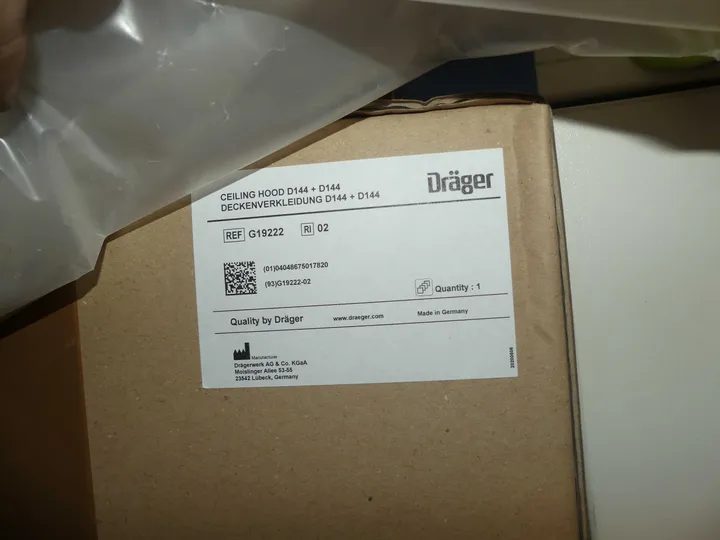 CEILING HOOD D144 + D144
DECKENVERKLEIDUNG D144 + D144
Dräger
REF G19222 RI 02
(01)04048675017820
(93)G19222-02
Quantity : 1
Quality by Dräger www.draeger.com Made in Germany
Manufacturer
Drägerwerk AG & Co. KGaA
Moislinger Allee 53-55
23542 Lübeck, Germany